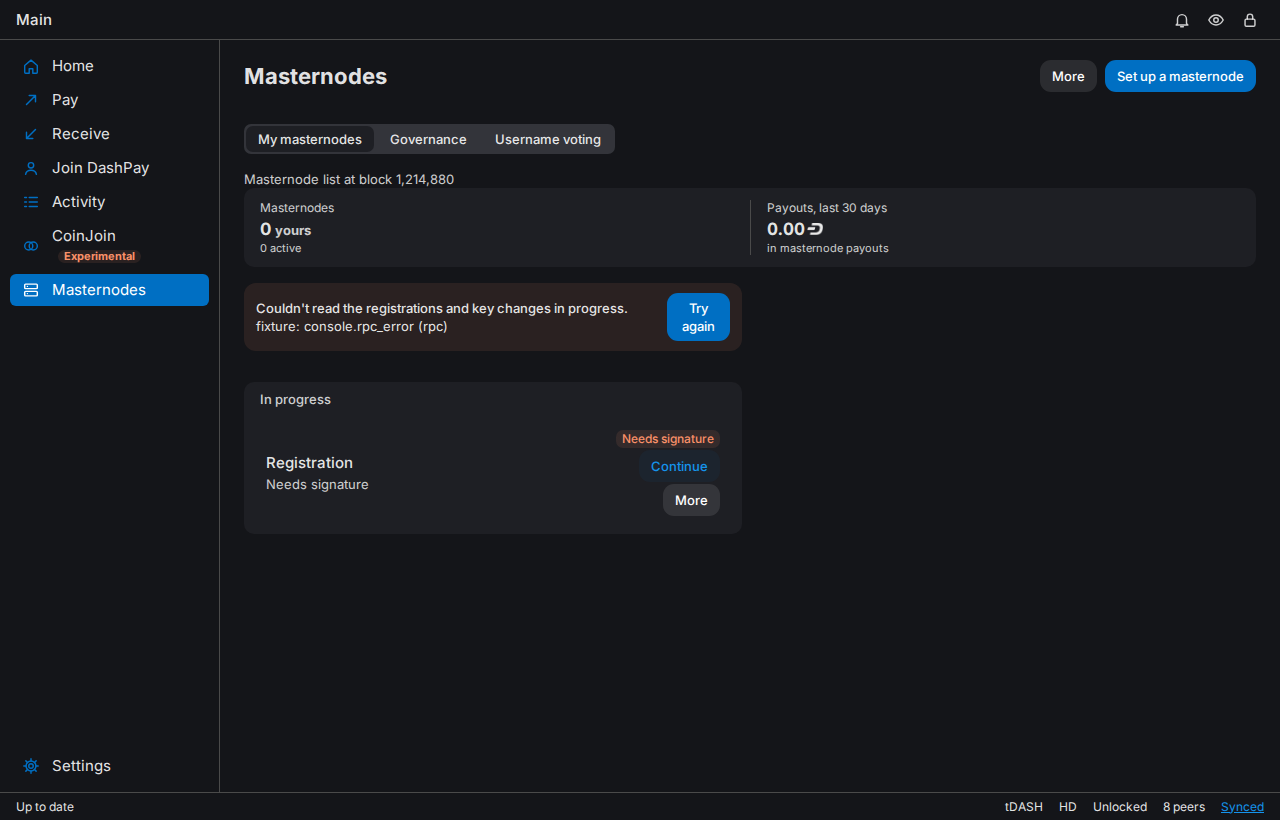 Main
Home
Pay
Receive
Join DashPay
Activity
CoinJoin
Experimental
Masternodes
Settings
Masternodes
More
Set up a masternode
My masternodes
Governance
Username voting
Masternode list at block 1,214,880
Masternodes
0 yours
0 active
Payouts, last 30 days
0.00
in masternode payouts
Couldn't read the registrations and key changes in progress.
fixture: console.rpc_error (rpc)
Try
again
In progress
Registration
Needs signature
Needs signature
Continue
More
Up to date
tDASH
HD
Unlocked
8 peers
Synced